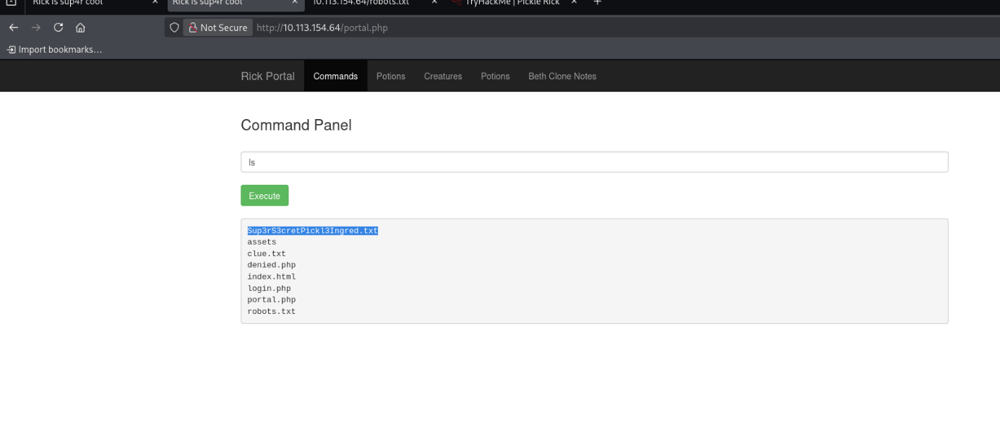 Rick is sup4r cool × Rick is sup4r cool × 10.113.154.64/robots.txt × TryHackMe | Pickle Rick × +
Not Secure http://10.113.154.64/portal.php
Import bookmarks...
Rick Portal Commands Potions Creatures Potions Beth Clone Notes
Command Panel
ls
Execute
Sup3rS3cretPickl3Ingred.txt
assets
clue.txt
denied.php
index.html
login.php
portal.php
robots.txt